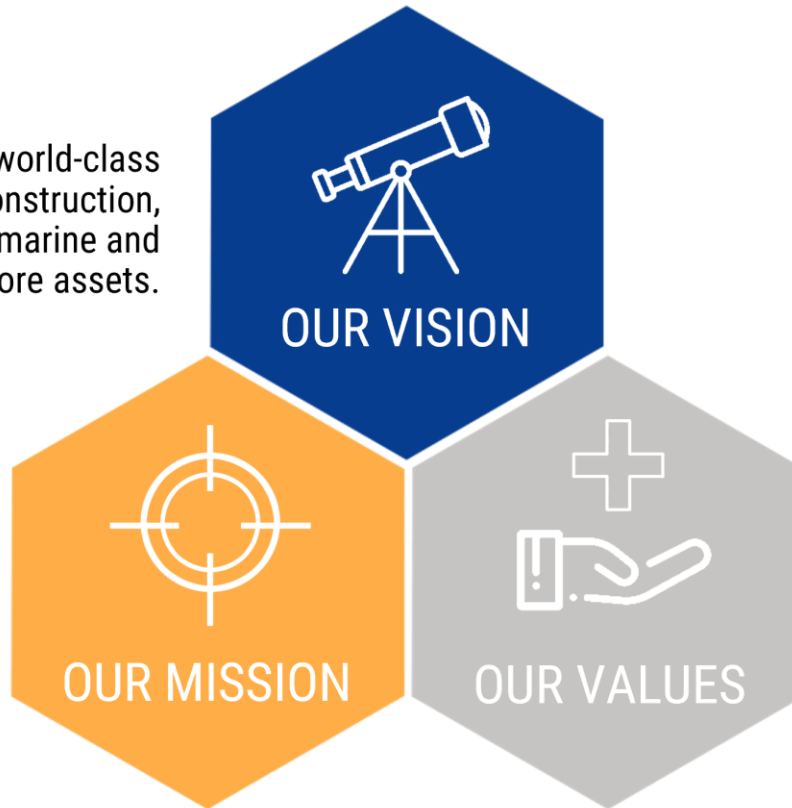 world-class
onstruction,
marine and
ore assets.
OUR VISION
OUR MISSION
OUR VALUES